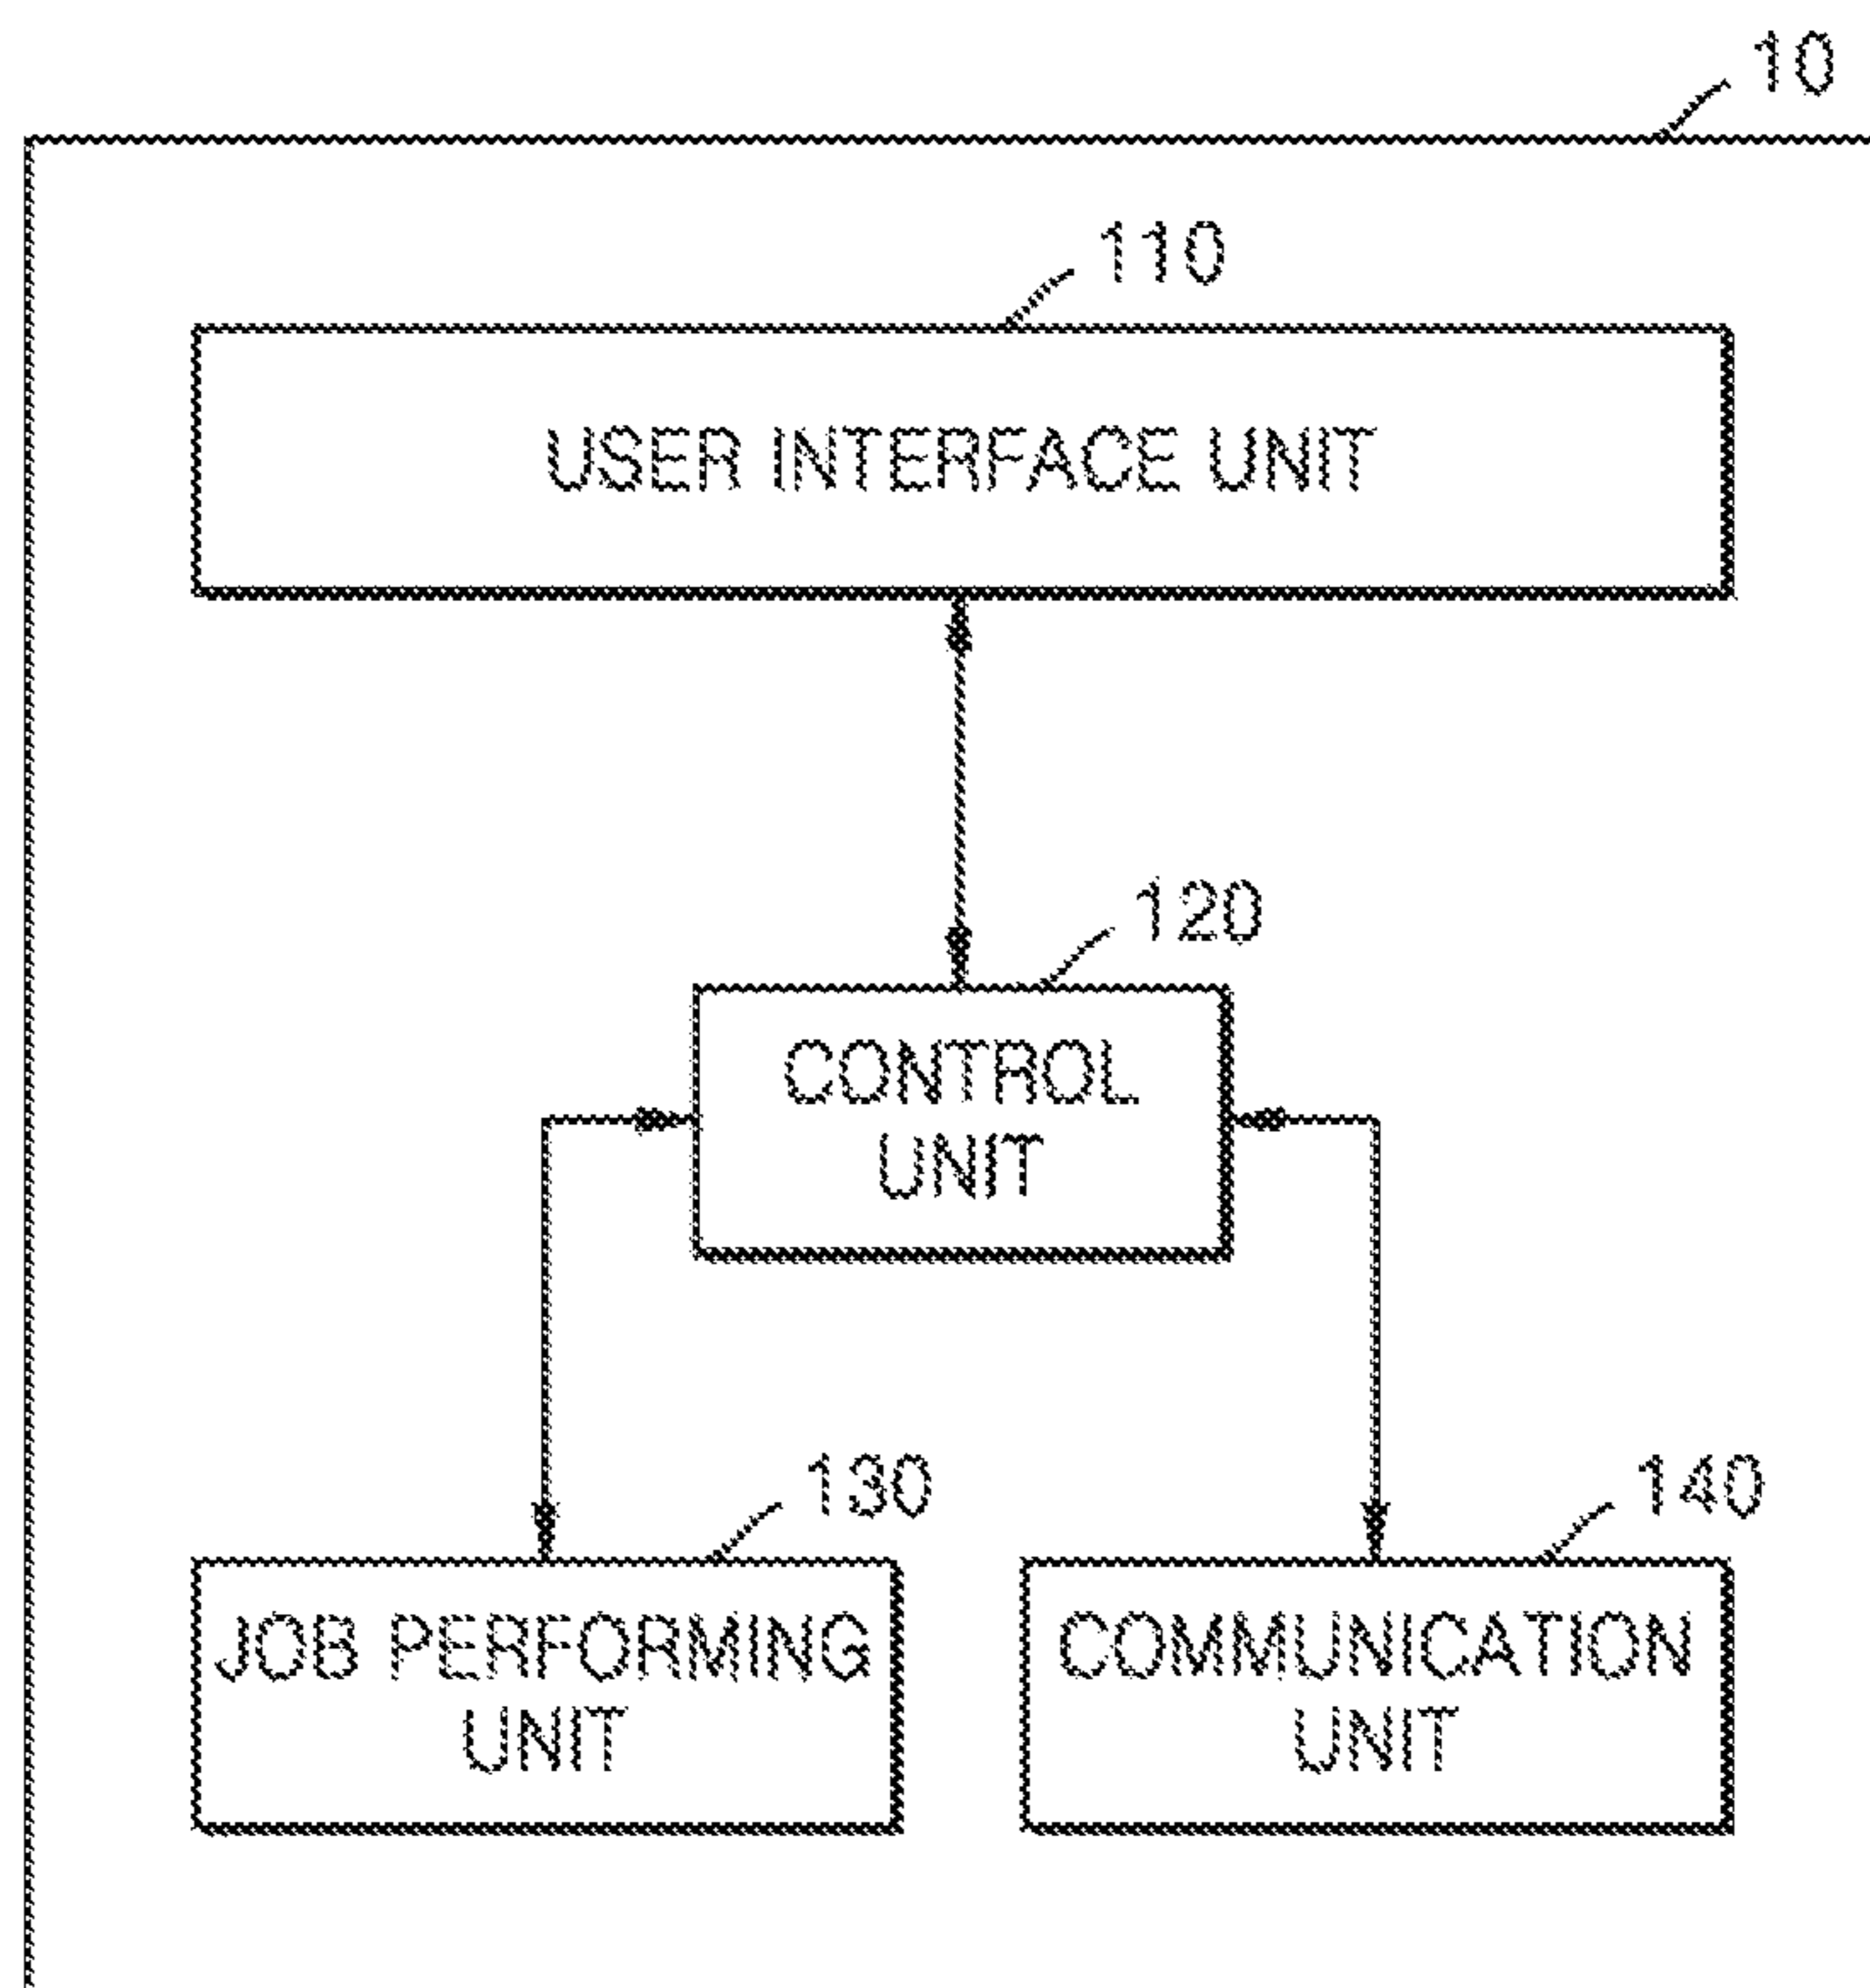 10
110
USER INTERFACE UNIT
120
CONTROL
UNIT
130
140
JOB PERFORMING
UNIT
COMMUNICATION
UNIT